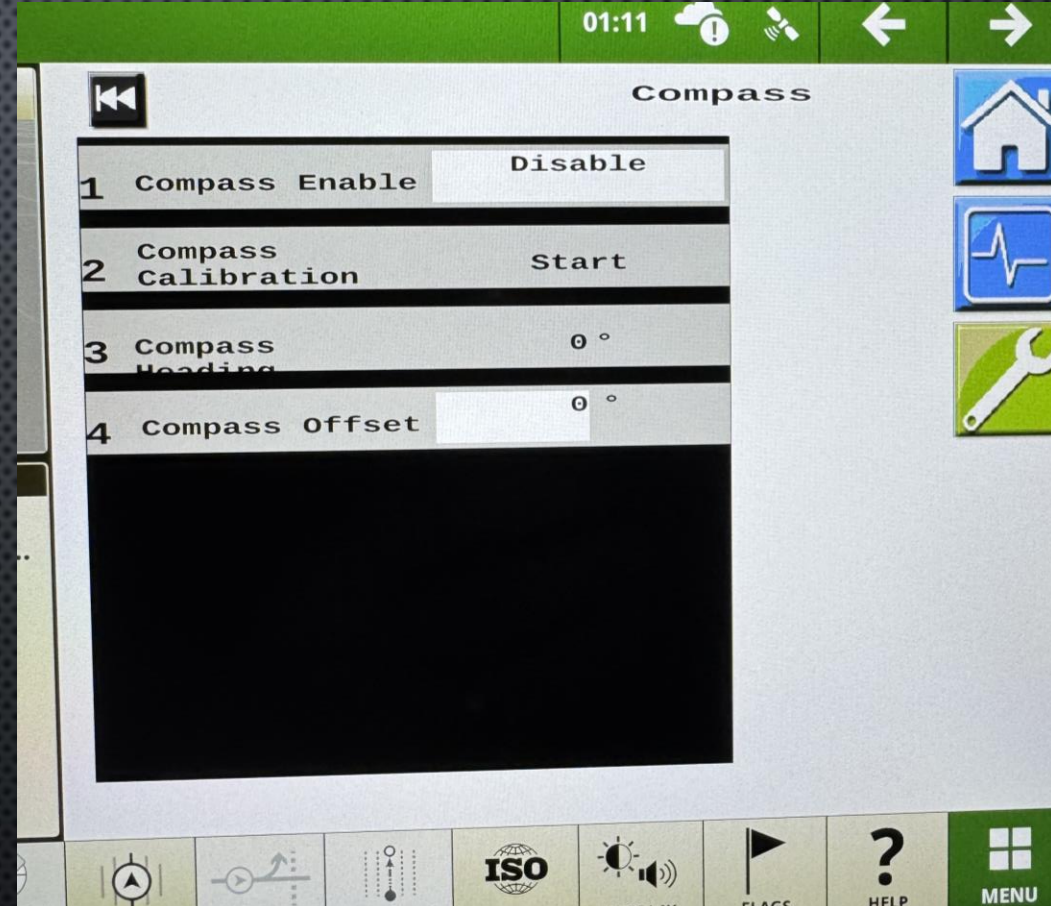 01:11
Compass
1 Compass Enable Disable
2 Compass
Calibration Start
3 Compass
Heading 0 °
4 Compass Offset 0 °
ISO
FLAGS
HELP
MENU